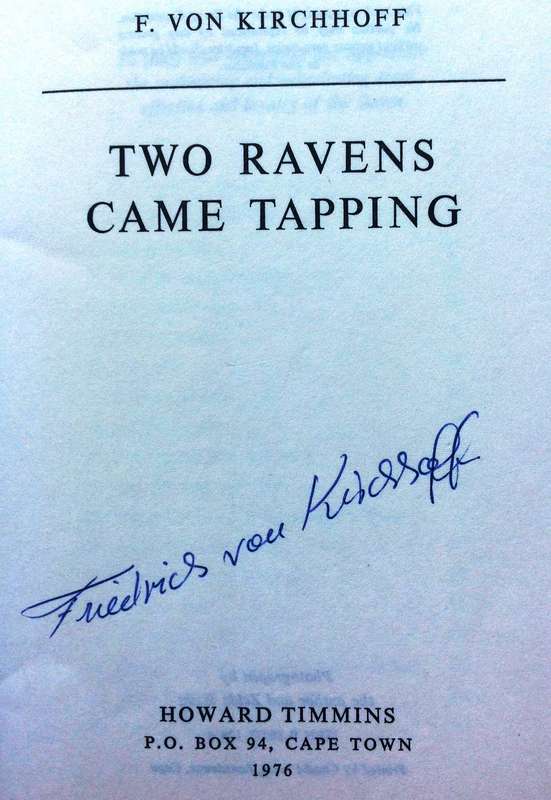 F. VON KIRCHHOFF
TWO RAVENS
CAME TAPPING
Friedrich von Kirchhoff
HOWARD TIMMINS
P.O. BOX 94, CAPE TOWN
1976